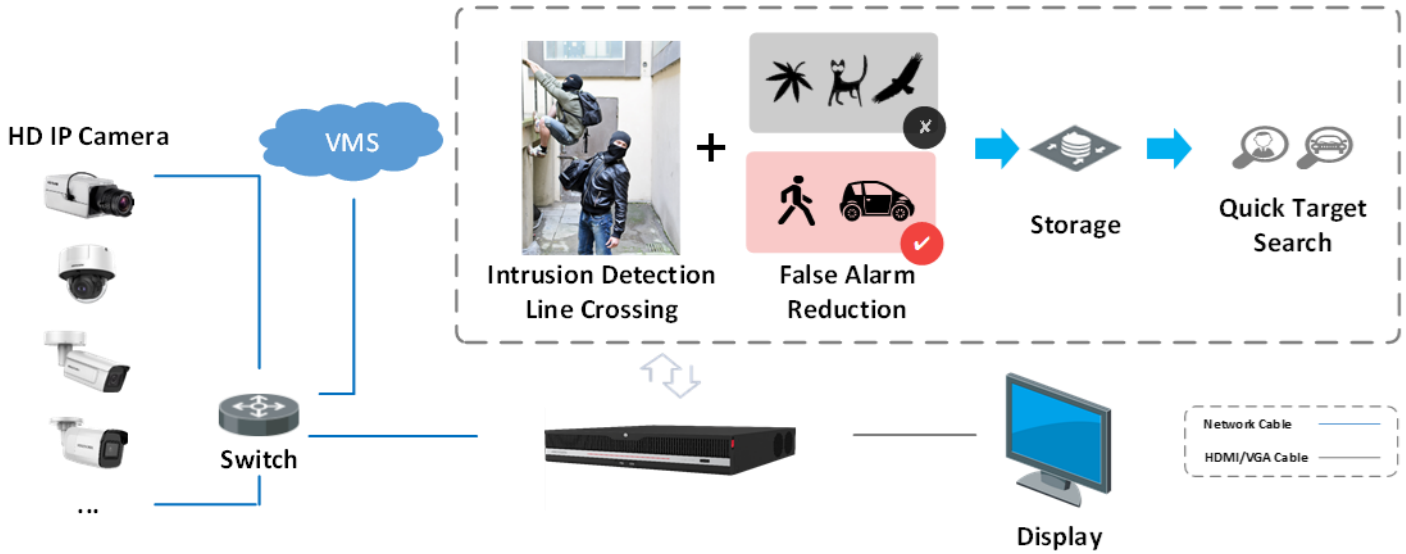 HD IP Camera
VMS
Intrusion Detection
Line Crossing
+
False Alarm
Reduction
Storage
Quick Target
Search
Switch
...
Display
Network Cable
HDMI/VGA Cable